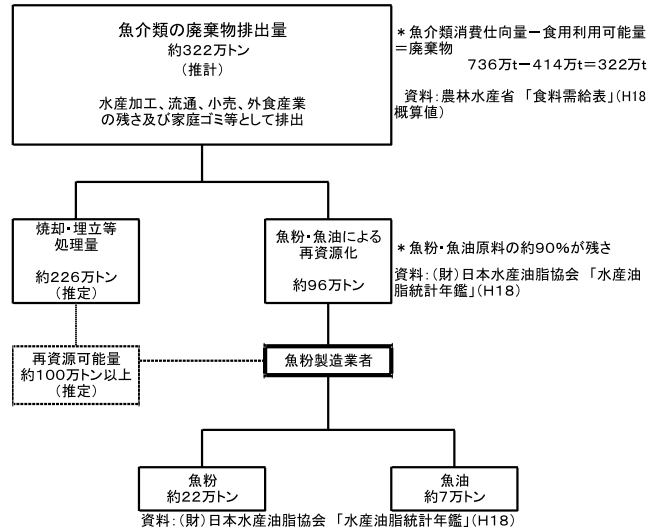 魚介類の廃棄物排出量
約322万トン
(推計)
水産加工、流通、小売、外食産業
の残さ及び家庭ゴミ等として排出
*魚介類消費仕向量ー食用利用可能量
＝廃棄物
736万t－414万t＝322万t
資料：農林水産省 「食料需給表」(H18
概算値)
焼却・埋立等
処理量
約226万トン
(推定)
魚粉・魚油による
再資源化
約96万トン
*魚粉・魚油原料の約90%が残さ
資料：(財)日本水産油脂協会 「水産油
脂統計年鑑」(H18)
再資源可能量
約100万トン以上
(推定)
魚粉製造業者
魚粉
約22万トン
魚油
約7万トン
資料：(財)日本水産油脂協会 「水産油脂統計年鑑」(H18)